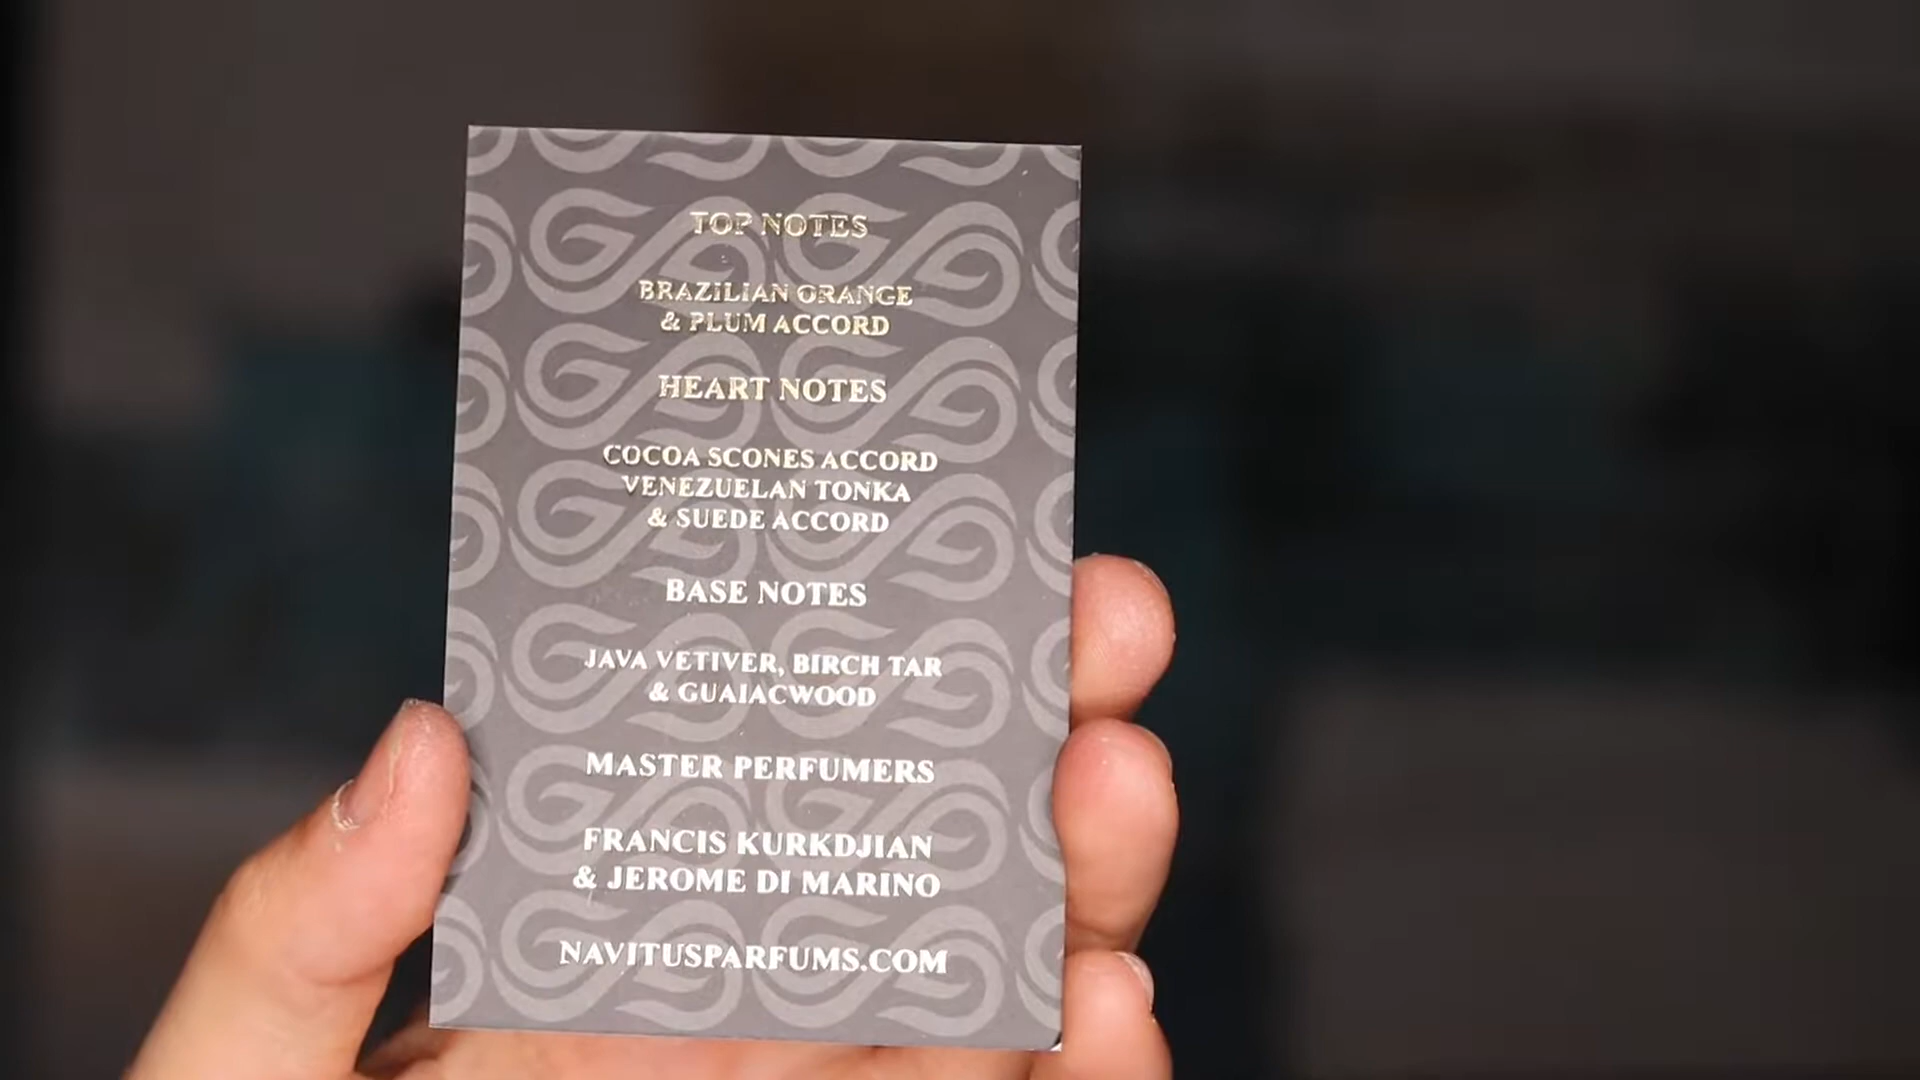 TOP NOTES
BRAZILIAN ORANGE
& PLUM ACCORD
HEART NOTES
COCOA SCONES ACCORD
VENEZUELAN TONKA
& SUEDE ACCORD
BASE NOTES
JAVA VETIVER, BIRCH TAR
& GUAIACWOOD
MASTER PERFUMERS
FRANCIS KURKDJIAN
& JEROME DI MARINO
NAVITUSPARFUMS.COM